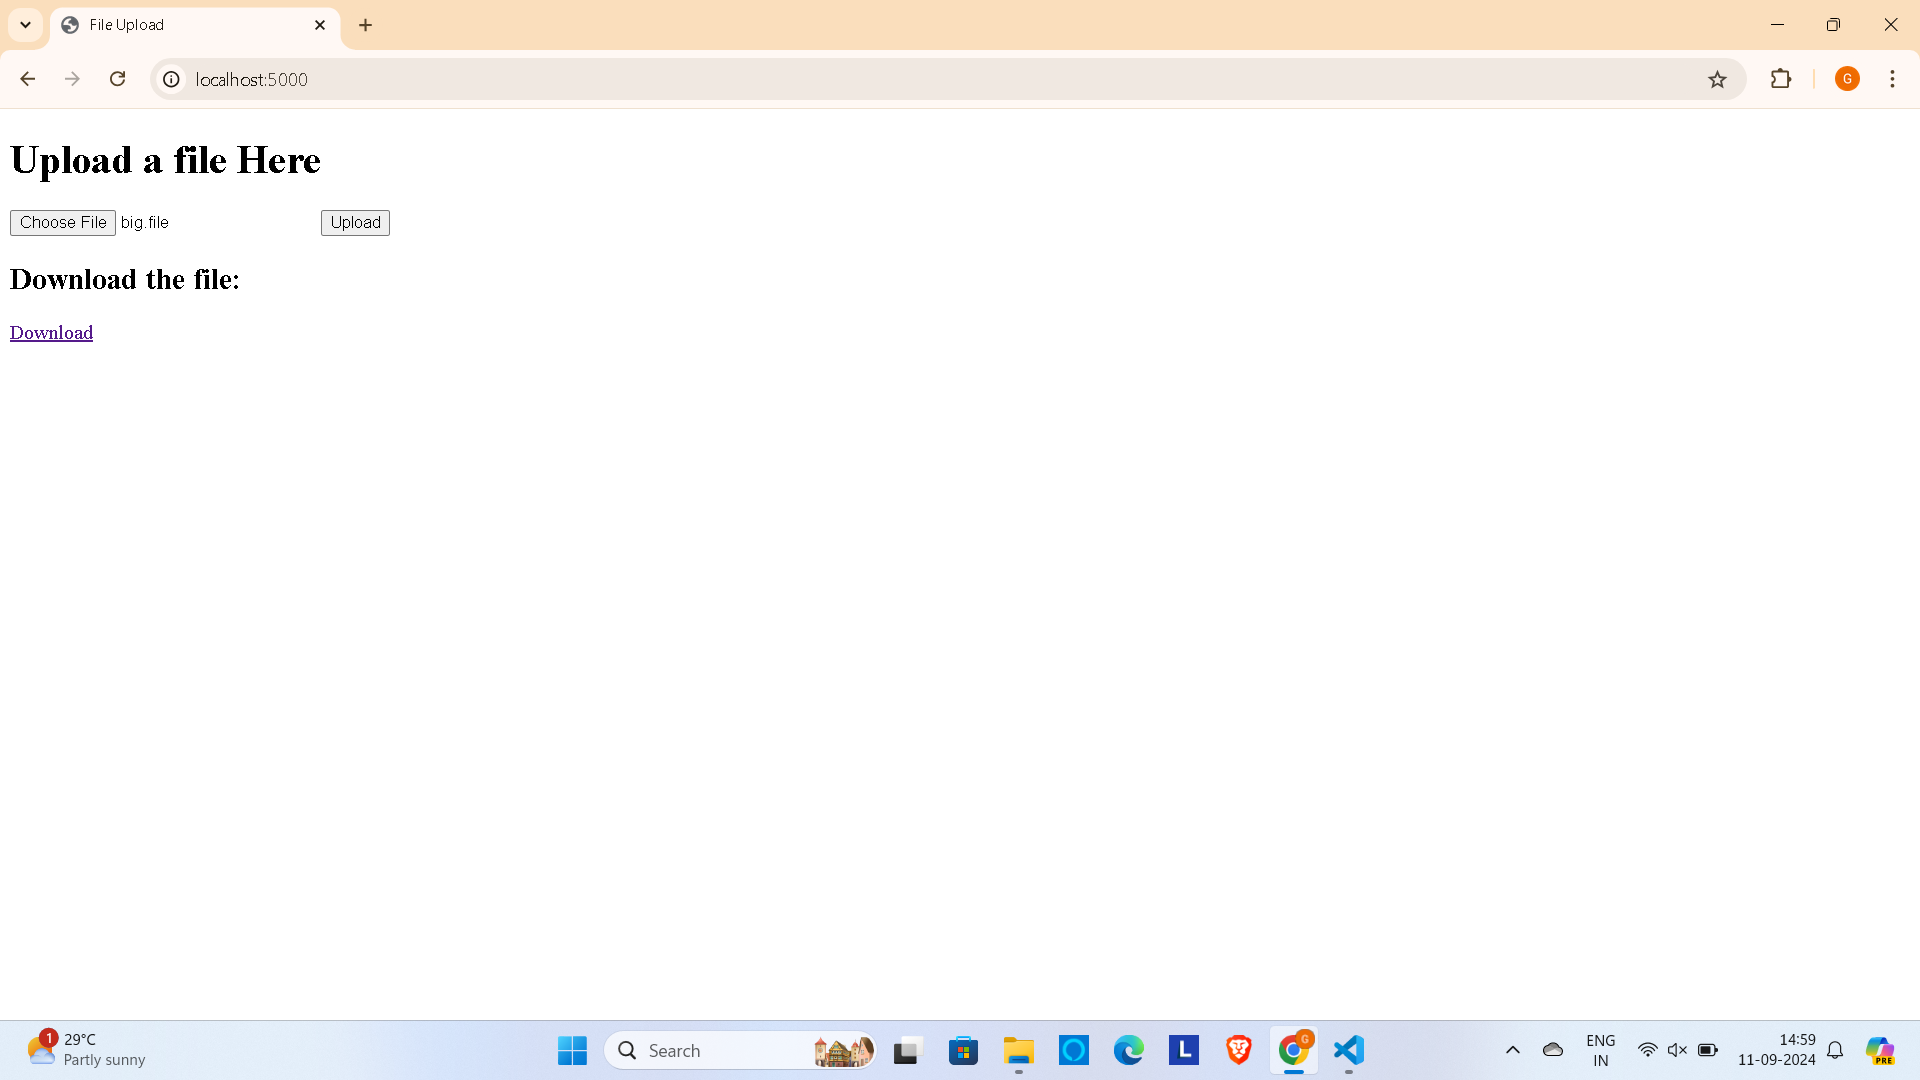 File Upload
localhost:5000
G
Upload a file Here
Choose File big.file Upload
Download the file:
Download
1
29°C
Partly sunny
Search
L
G
ENG
IN
14:59
11-09-2024
PRE